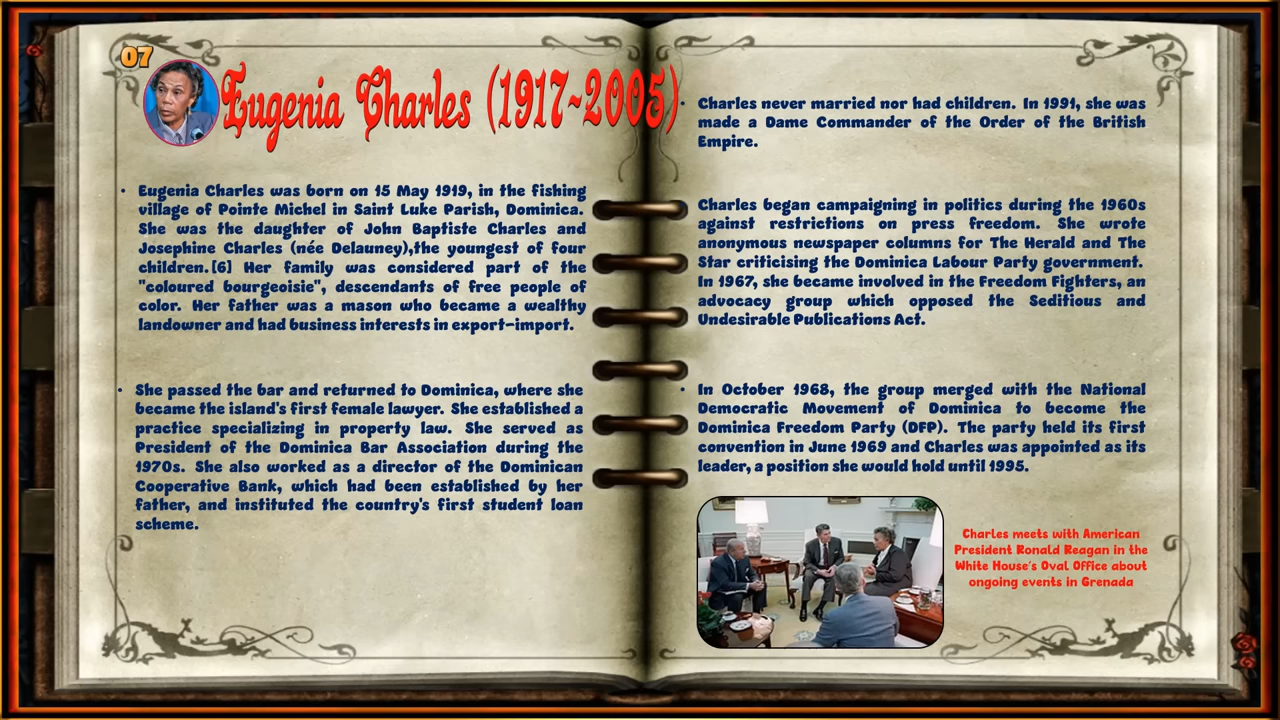 07
Eugenia Charles (1917-2005)
• Eugenia Charles was born on 15 May 1919, in the fishing
village of Pointe Michel in Saint Luke Parish, Dominica.
She was the daughter of John Baptiste Charles and
Josephine Charles (née Delauney),the youngest of four
children.[6] Her family was considered part of the
"coloured bourgeoisie", descendants of free people of
color. Her father was a mason who became a wealthy
landowner and had business interests in export–import.
• She passed the bar and returned to Dominica, where she
became the island's first female lawyer. She established a
practice specializing in property law. She served as
President of the Dominica Bar Association during the
1970s. She also worked as a director of the Dominican
Cooperative Bank, which had been established by her
father, and instituted the country's first student loan
scheme.
• Charles never married nor had children. In 1991, she was
made a Dame Commander of the Order of the British
Empire.
• Charles began campaigning in politics during the 1960s
against restrictions on press freedom. She wrote
anonymous newspaper columns for The Herald and The
Star criticising the Dominica Labour Party government.
In 1967, she became involved in the Freedom Fighters, an
advocacy group which opposed the Seditious and
Undesirable Publications Act.
• In October 1968, the group merged with the National
Democratic Movement of Dominica to become the
Dominica Freedom Party (DFP). The party held its first
convention in June 1969 and Charles was appointed as its
leader, a position she would hold until 1995.
Charles meets with American
President Ronald Reagan in the
White House's Oval Office about
ongoing events in Grenada